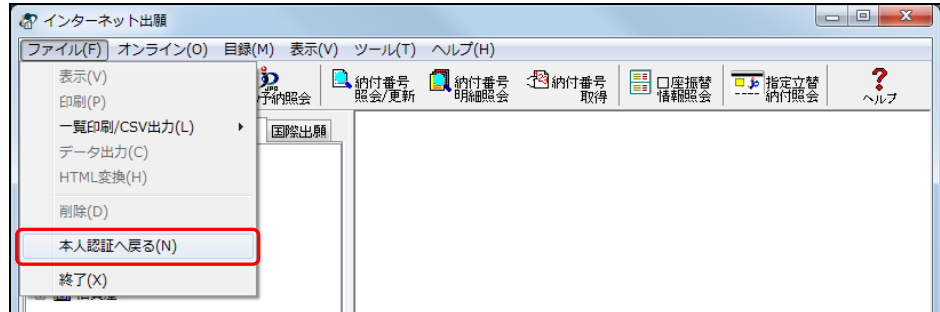 インターネット出願
ファイル(F) オンライン(O) 目録(M) 表示(V) ツール(T) ヘルプ(H)
予納照会
納付番号
照会/更新
納付番号
明細照会
納付番号
取得
口座振替
情報照会
指定立替
納付照会
ヘルプ
国際出願
表示(V)
印刷(P)
一覧印刷/CSV出力(L)
データ出力(C)
HTML変換(H)
削除(D)
本人認証へ戻る(N)
終了(X)